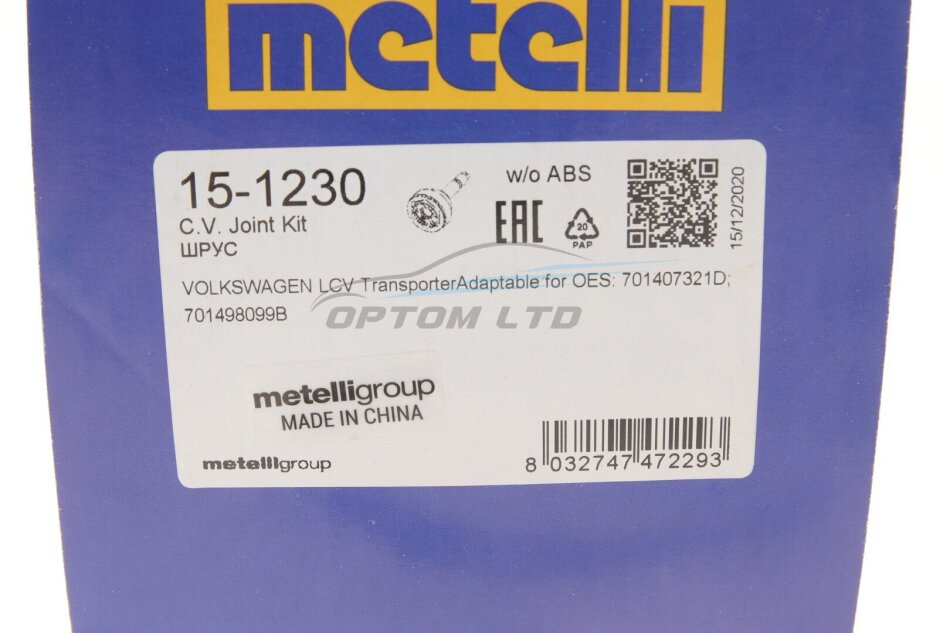 metelli
15-1230
w/o ABS
C.V. Joint Kit
ШРУС
EAC
20
PAP
15/12/2020
VOLKSWAGEN LCV TransporterAdaptable for OES: 701407321D;
701498099B
OPTOM LTD
metelligroup
MADE IN CHINA
metelligroup
8 032747 472293